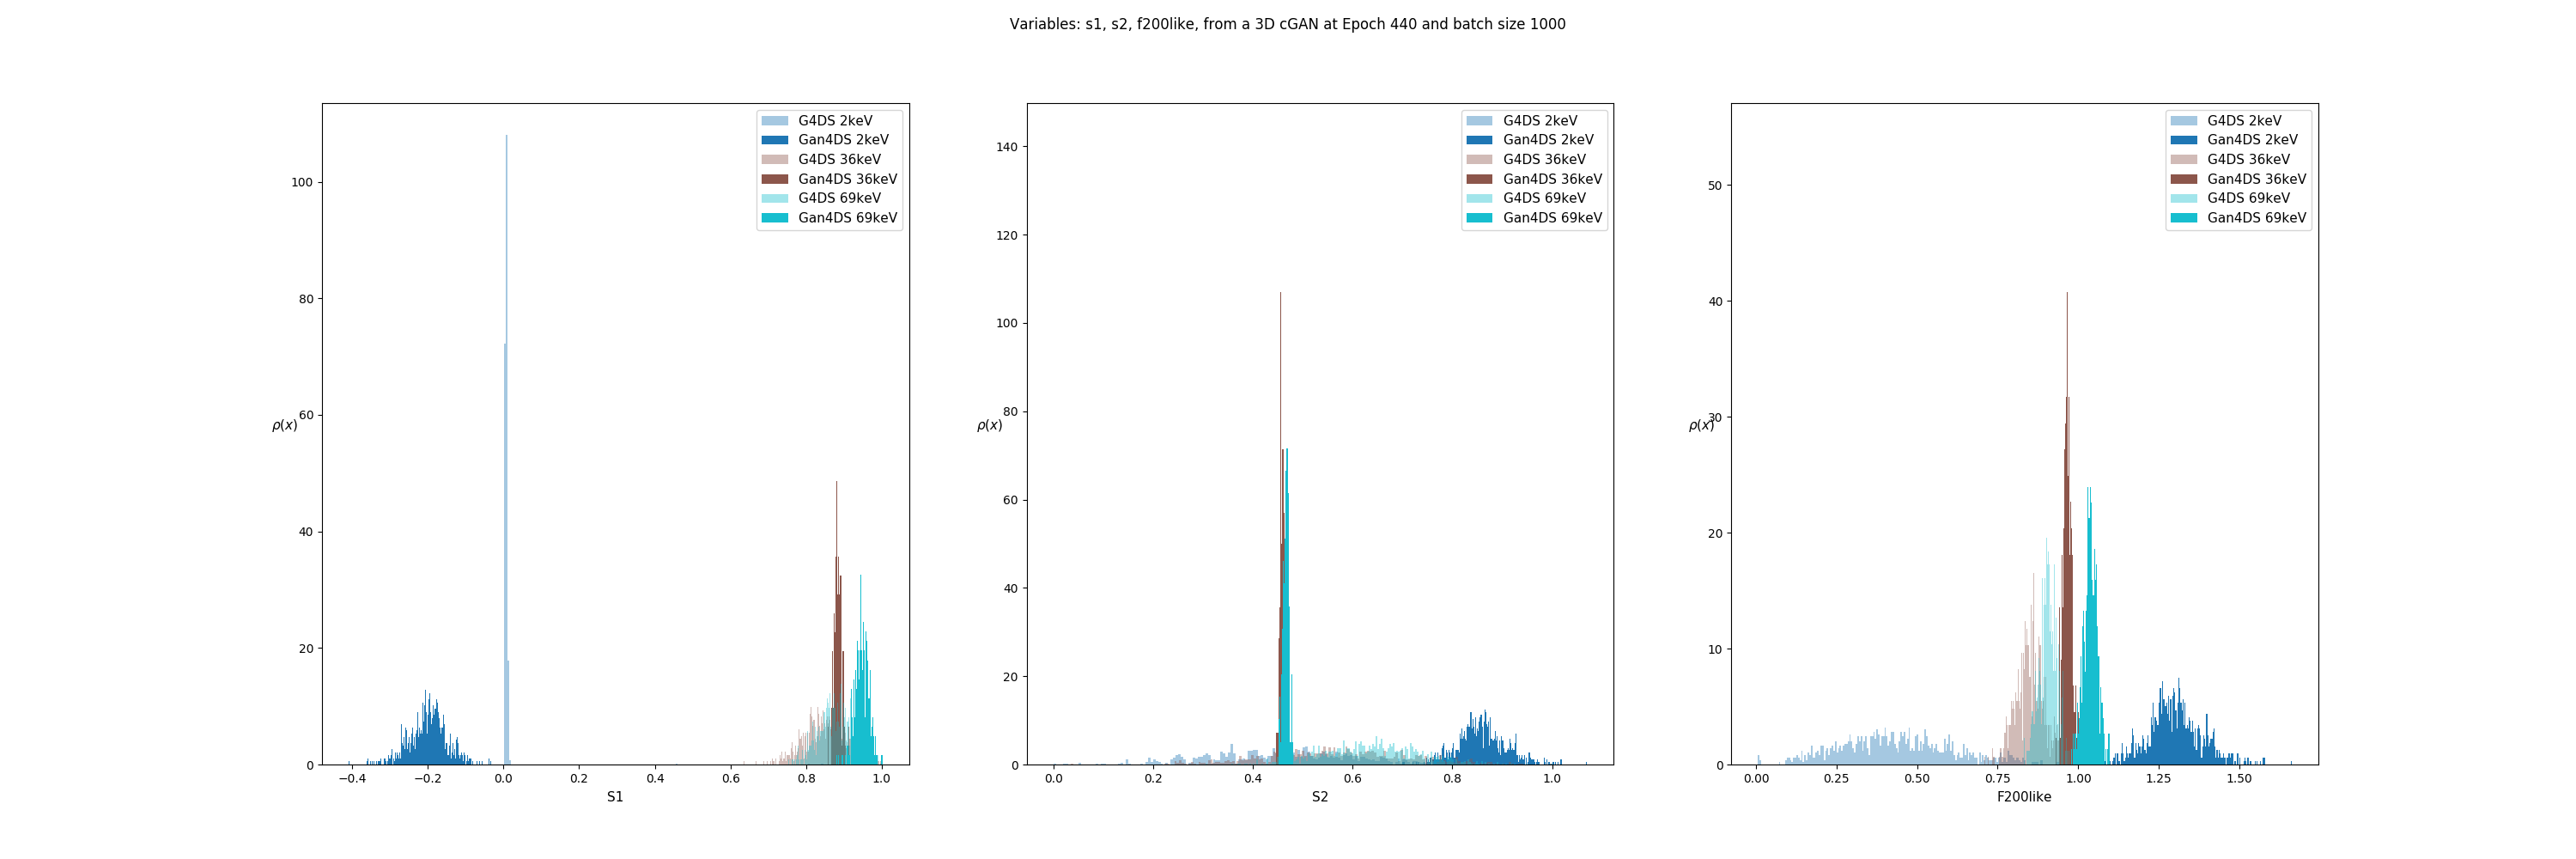 Variables: s1, s2, f200like, from a 3D cGAN at Epoch 440 and batch size 1000
G4DS 2keV
Gan4DS 2keV
G4DS 36keV
Gan4DS 36keV
G4DS 69keV
Gan4DS 69keV
100
80
60
40
20
0
ρ(x)
−0.4 −0.2 0.0 0.2 0.4 0.6 0.8 1.0
S1
G4DS 2keV
Gan4DS 2keV
G4DS 36keV
Gan4DS 36keV
G4DS 69keV
Gan4DS 69keV
140
120
100
80
60
40
20
0
ρ(x)
0.0 0.2 0.4 0.6 0.8 1.0
S2
G4DS 2keV
Gan4DS 2keV
G4DS 36keV
Gan4DS 36keV
G4DS 69keV
Gan4DS 69keV
50
40
30
20
10
0
ρ(x)
0.00 0.25 0.50 0.75 1.00 1.25 1.50
F200like